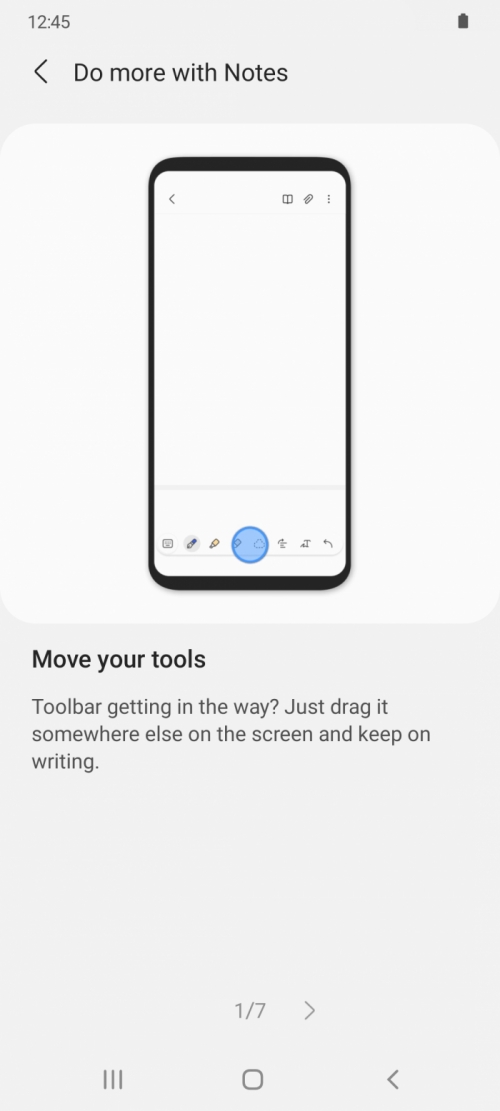 12:45
Do more with Notes
Move your tools
Toolbar getting in the way? Just drag it
somewhere else on the screen and keep on
writing.
1/7